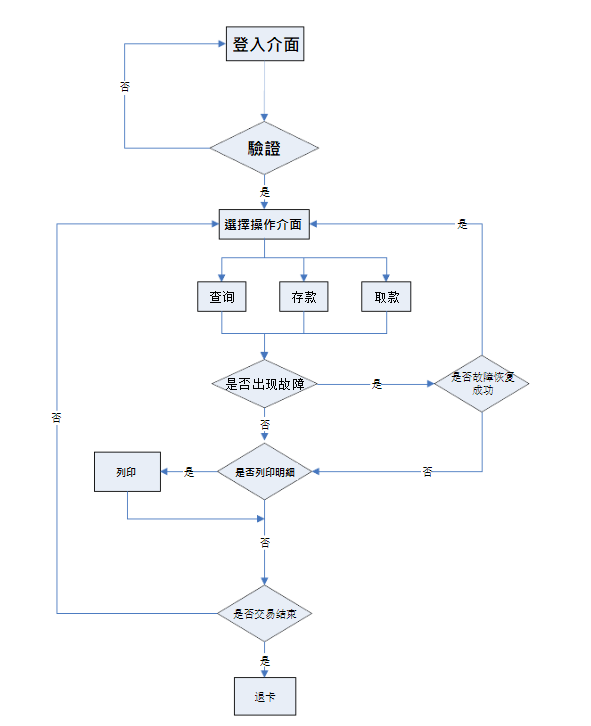 登入介面
否
驗證
是
選擇操作介面
是
查询
存款
取款
是否出现故障
是
是否故障恢复
成功
否
否
是否列印明細
是
列印
否
否
是否交易結束
是
退卡